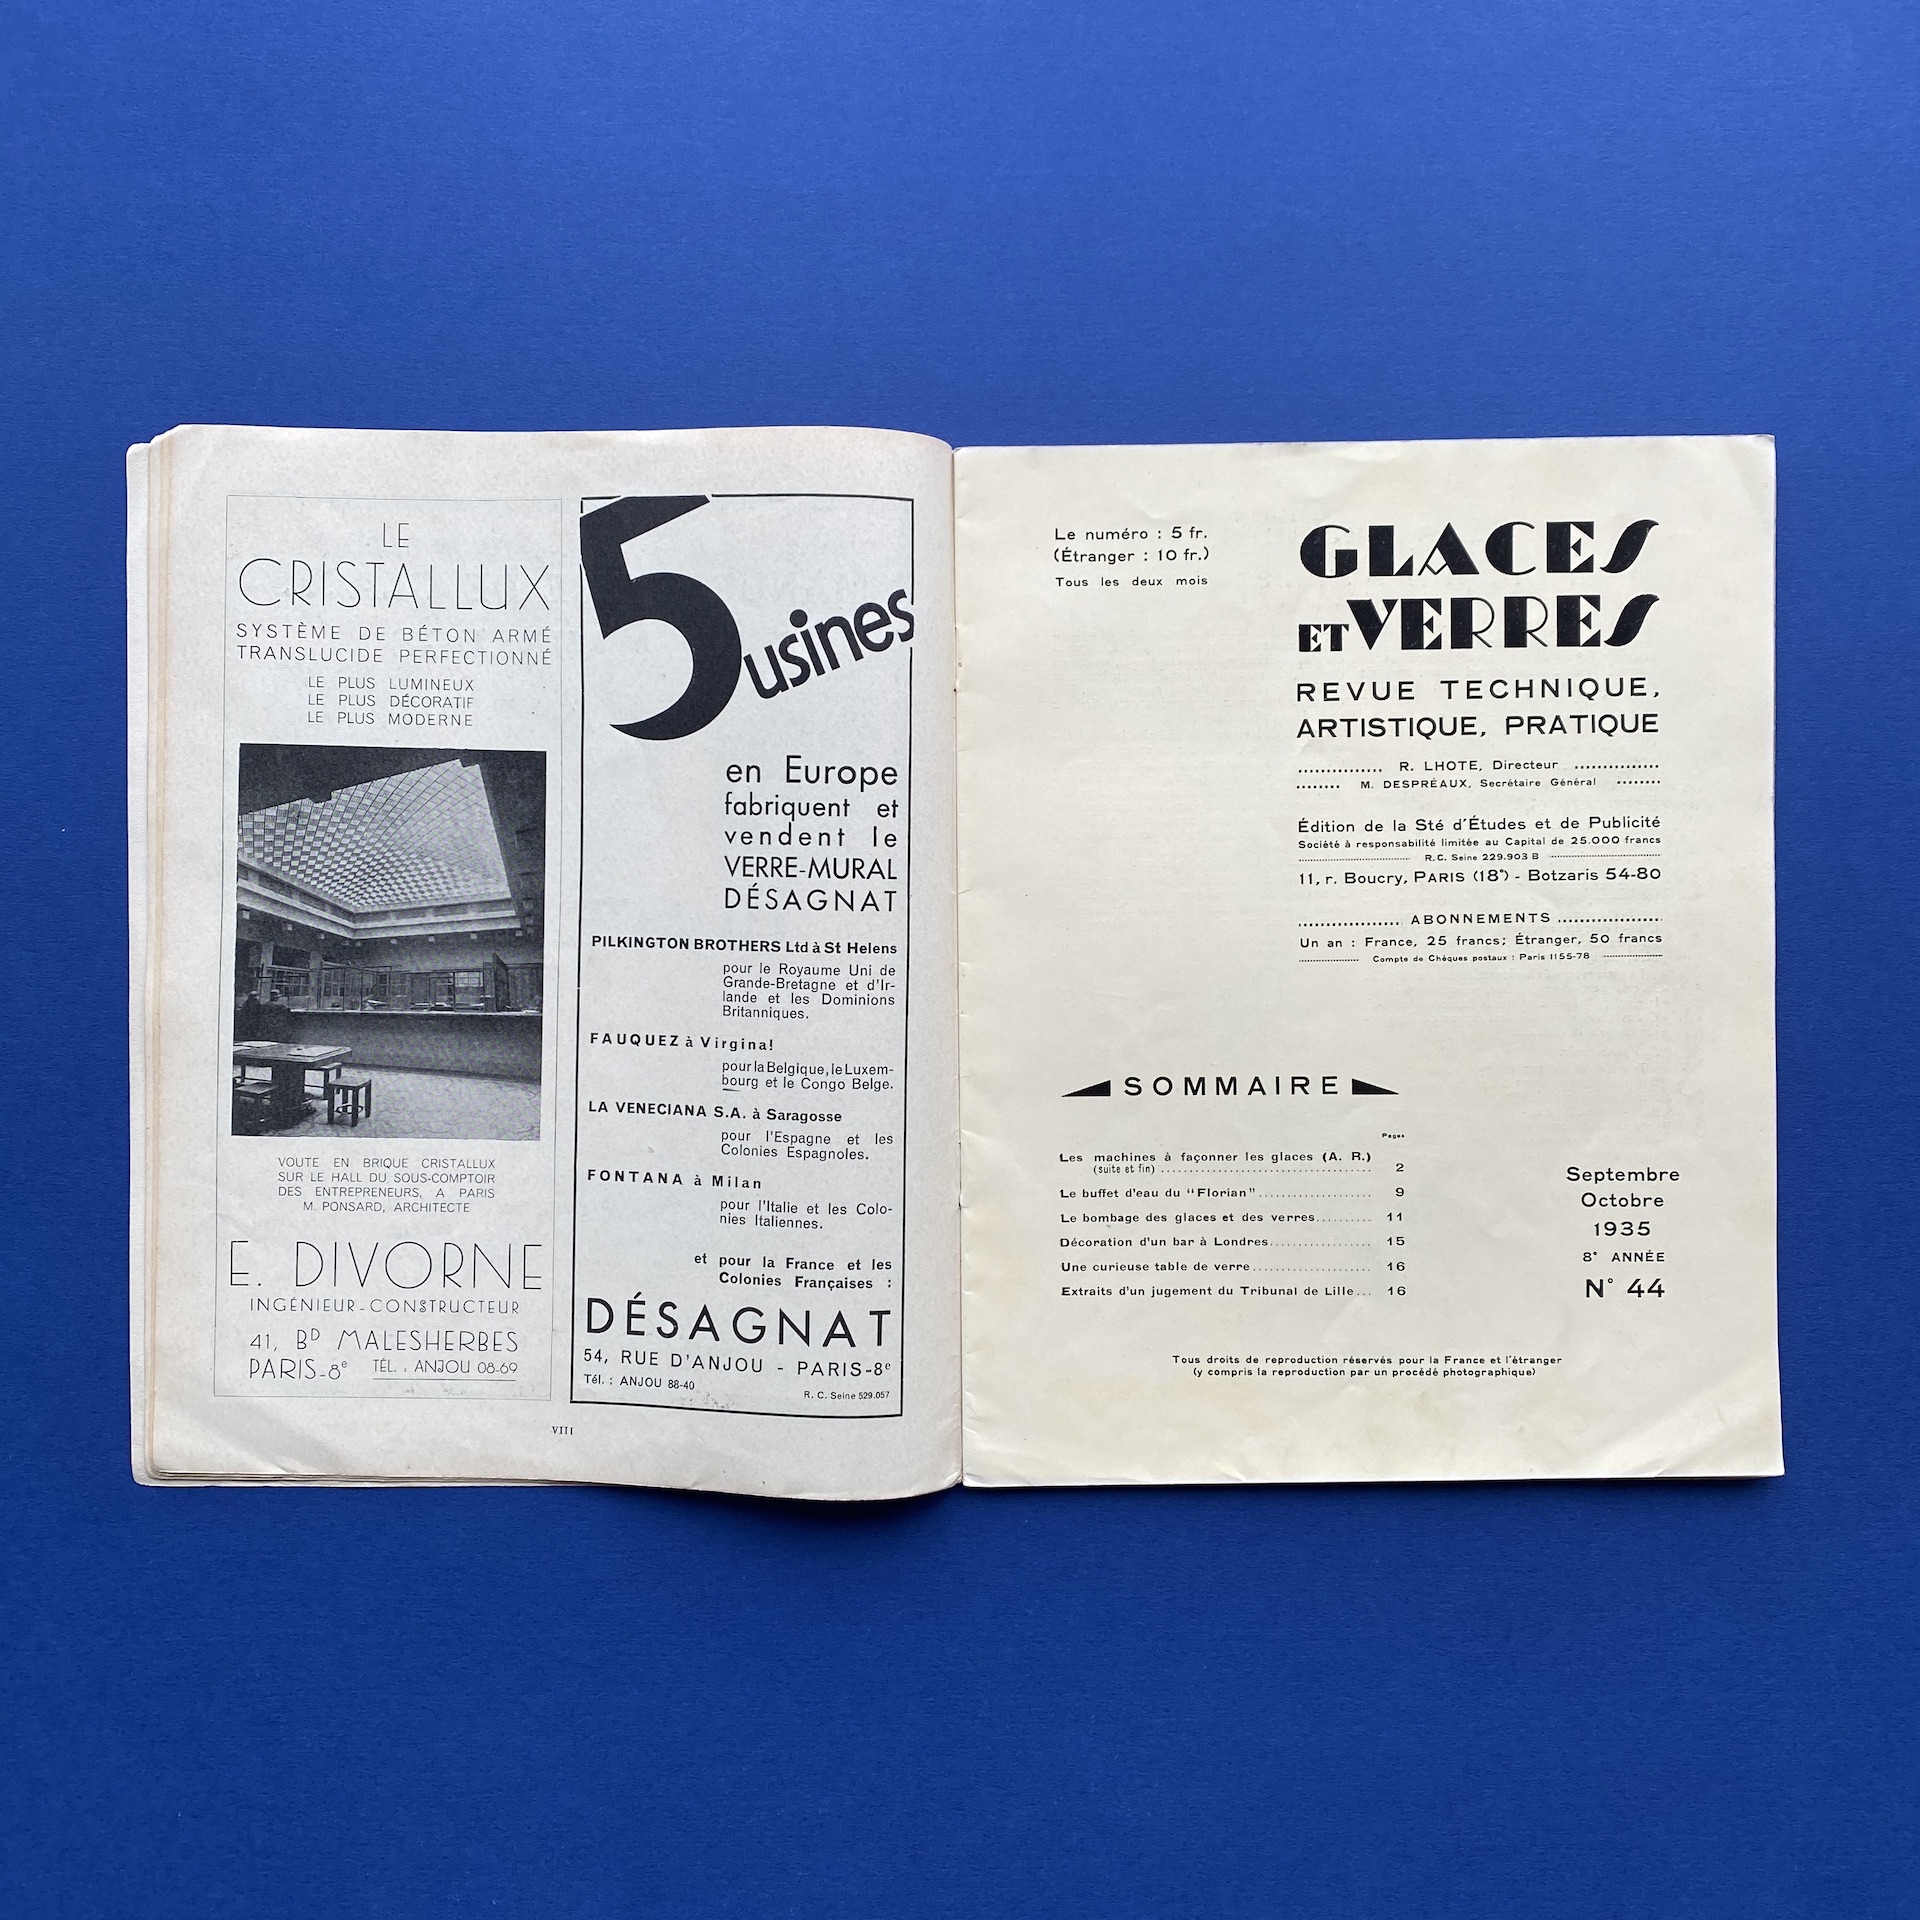 LE
CRISTALLUX
SYSTÈME DE BÉTON ARMÉ
TRANSLUCIDE PERFECTIONNÉ
LE PLUS LUMINEUX
LE PLUS DÉCORATIF
LE PLUS MODERNE
VOUTE EN BRIQUE CRISTALLUX
SUR LE HALL DU SOUS-COMPTOIR
DES ENTREPRENEURS, A PARIS
M. PONSARD, ARCHITECTE
E. DIVORNE
INGÉNIEUR-CONSTRUCTEUR
41, BD MALESHERBES
PARIS-8e TÉL. : ANJOU 08-69
5 usines
en Europe
fabriquent et
vendent le
VERRE-MURAL
DÉSAGNAT
PILKINGTON BROTHERS Ltd à St Helens
pour le Royaume Uni de
Grande-Bretagne et d'Ir-
lande et les Dominions
Britanniques.
FAUQUEZ à Virgina!
pour la Belgique, le Luxem-
bourg et le Congo Belge.
LA VENECIANA S.A. à Saragosse
pour l'Espagne et les
Colonies Espagnoles.
FONTANA à Milan
pour l'Italie et les Colo-
nies Italiennes.
et pour la France et les
Colonies Françaises :
DÉSAGNAT
54, RUE D'ANJOU - PARIS-8e
Tél. : ANJOU 88-40 R. C. Seine 529.057
VIII
Le numéro : 5 fr.
(Étranger : 10 fr.)
Tous les deux mois
GLACES
ET VERRES
REVUE TECHNIQUE,
ARTISTIQUE, PRATIQUE
R. LHOTE, Directeur
M. DESPRÉAUX, Secrétaire Général
Édition de la Sté d'Études et de Publicité
Société à responsabilité limitée au Capital de 25.000 francs
R.C. Seine 229.903 B
11, r. Boucry, PARIS (18°) - Botzaris 54-80
ABONNEMENTS
Un an : France, 25 francs; Étranger, 50 francs
Compte de Chèques postaux : Paris 1155-78
SOMMAIRE
Pages
Les machines à façonner les glaces (A. R.)
(suite et fin) 2
Le buffet d'eau du "Florian" 9
Le bombage des glaces et des verres 11
Décoration d'un bar à Londres 15
Une curieuse table de verre 16
Extraits d'un jugement du Tribunal de Lille 16
Septembre
Octobre
1935
8° ANNÉE
N° 44
Tous droits de reproduction réservés pour la France et l'étranger
(y compris la reproduction par un procédé photographique)